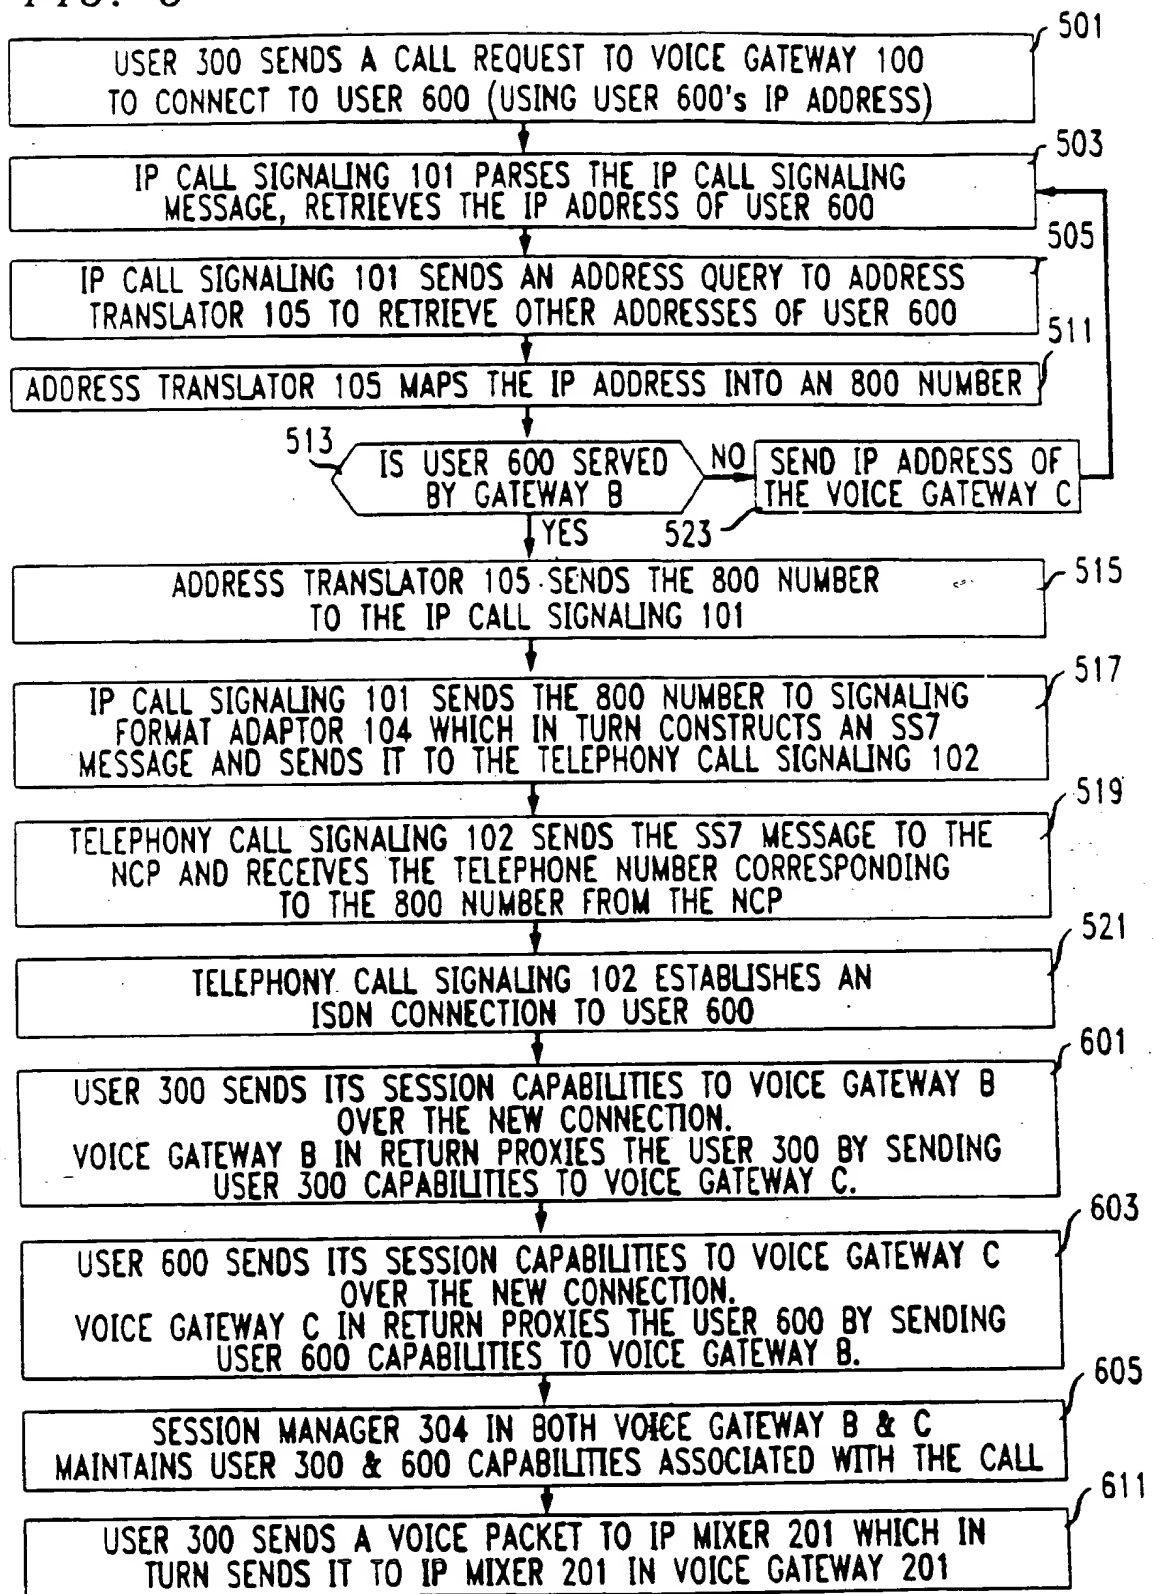 501
USER 300 SENDS A CALL REQUEST TO VOICE GATEWAY 100
TO CONNECT TO USER 600 (USING USER 600's IP ADDRESS)
503
IP CALL SIGNALING 101 PARSES THE IP CALL SIGNALING
MESSAGE, RETRIEVES THE IP ADDRESS OF USER 600
505
IP CALL SIGNALING 101 SENDS AN ADDRESS QUERY TO ADDRESS
TRANSLATOR 105 TO RETRIEVE OTHER ADDRESSES OF USER 600
511
ADDRESS TRANSLATOR 105 MAPS THE IP ADDRESS INTO AN 800 NUMBER
513
IS USER 600 SERVED
BY GATEWAY B
NO
SEND IP ADDRESS OF
THE VOICE GATEWAY C
523
YES
515
ADDRESS TRANSLATOR 105 SENDS THE 800 NUMBER
TO THE IP CALL SIGNALING 101
517
IP CALL SIGNALING 101 SENDS THE 800 NUMBER TO SIGNALING
FORMAT ADAPTOR 104 WHICH IN TURN CONSTRUCTS AN SS7
MESSAGE AND SENDS IT TO THE TELEPHONY CALL SIGNALING 102
519
TELEPHONY CALL SIGNALING 102 SENDS THE SS7 MESSAGE TO THE
NCP AND RECEIVES THE TELEPHONE NUMBER CORRESPONDING
TO THE 800 NUMBER FROM THE NCP
521
TELEPHONY CALL SIGNALING 102 ESTABLISHES AN
ISDN CONNECTION TO USER 600
601
USER 300 SENDS ITS SESSION CAPABILITIES TO VOICE GATEWAY B
OVER THE NEW CONNECTION.
VOICE GATEWAY B IN RETURN PROXIES THE USER 300 BY SENDING
USER 300 CAPABILITIES TO VOICE GATEWAY C.
603
USER 600 SENDS ITS SESSION CAPABILITIES TO VOICE GATEWAY C
OVER THE NEW CONNECTION.
VOICE GATEWAY C IN RETURN PROXIES THE USER 600 BY SENDING
USER 600 CAPABILITIES TO VOICE GATEWAY B.
605
SESSION MANAGER 304 IN BOTH VOICE GATEWAY B & C
MAINTAINS USER 300 & 600 CAPABILITIES ASSOCIATED WITH THE CALL
611
USER 300 SENDS A VOICE PACKET TO IP MIXER 201 WHICH IN
TURN SENDS IT TO IP MIXER 201 IN VOICE GATEWAY 201